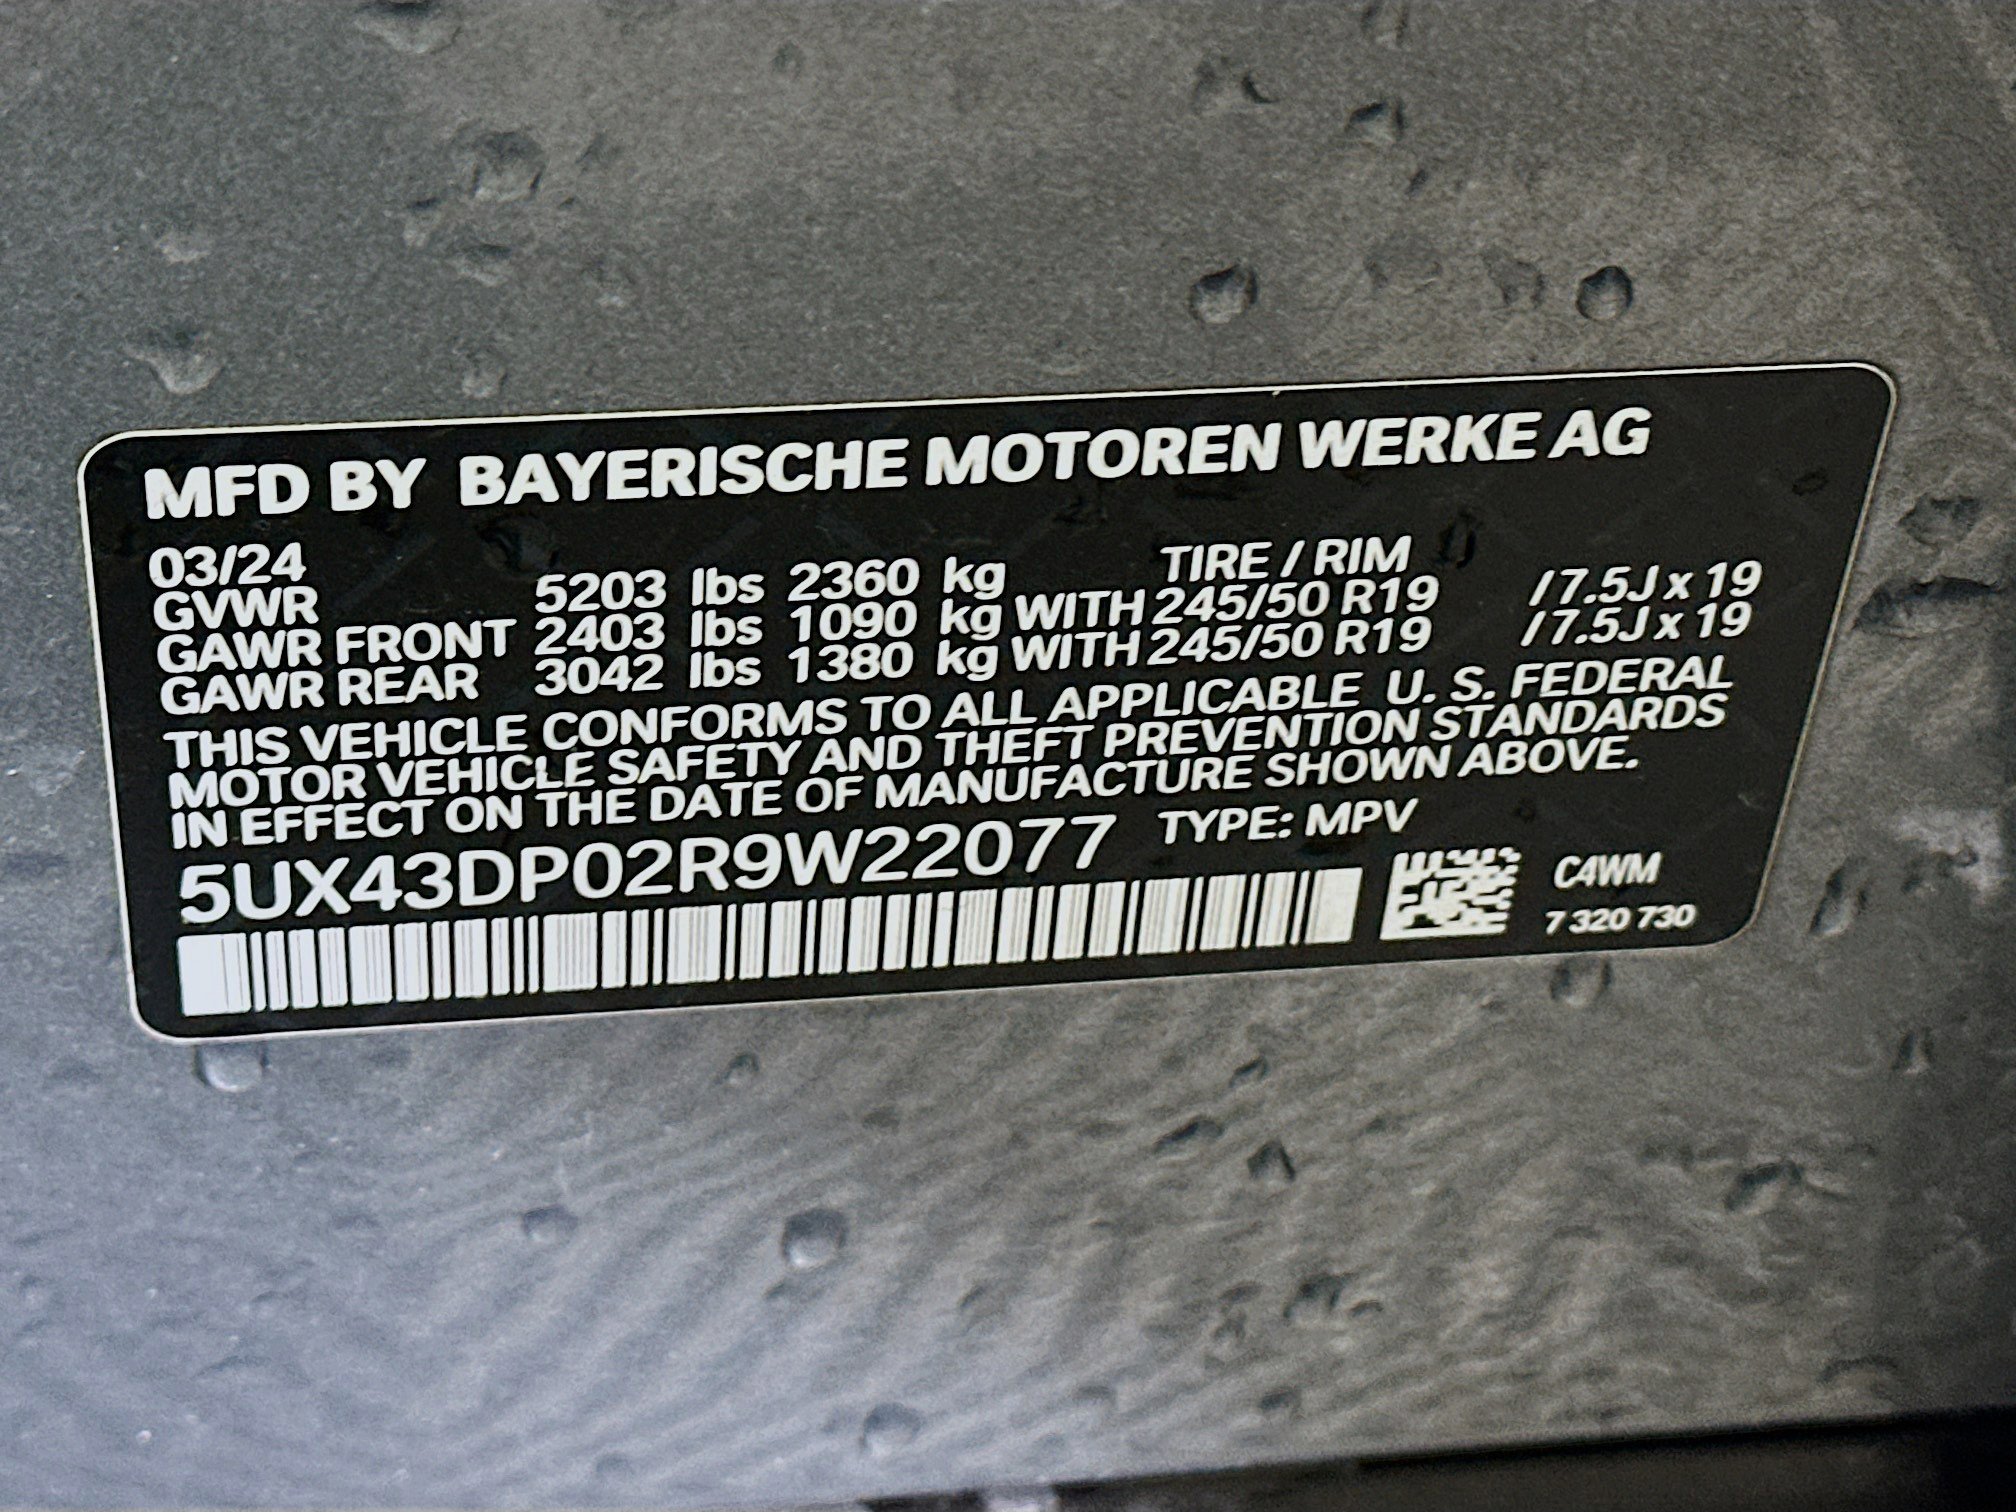 MFD BY BAYERISCHE MOTOREN WERKE AG
03/24 TIRE / RIM
GVWR 5203 lbs 2360 kg
GAWR FRONT 2403 lbs 1090 kg WITH 245/50 R19 / 7.5J x 19
GAWR REAR 3042 lbs 1380 kg WITH 245/50 R19 / 7.5J x 19
THIS VEHICLE CONFORMS TO ALL APPLICABLE U. S. FEDERAL
MOTOR VEHICLE SAFETY AND THEFT PREVENTION STANDARDS
IN EFFECT ON THE DATE OF MANUFACTURE SHOWN ABOVE.
5UX43DP02R9W22077 TYPE: MPV
C4WM
7 320 730